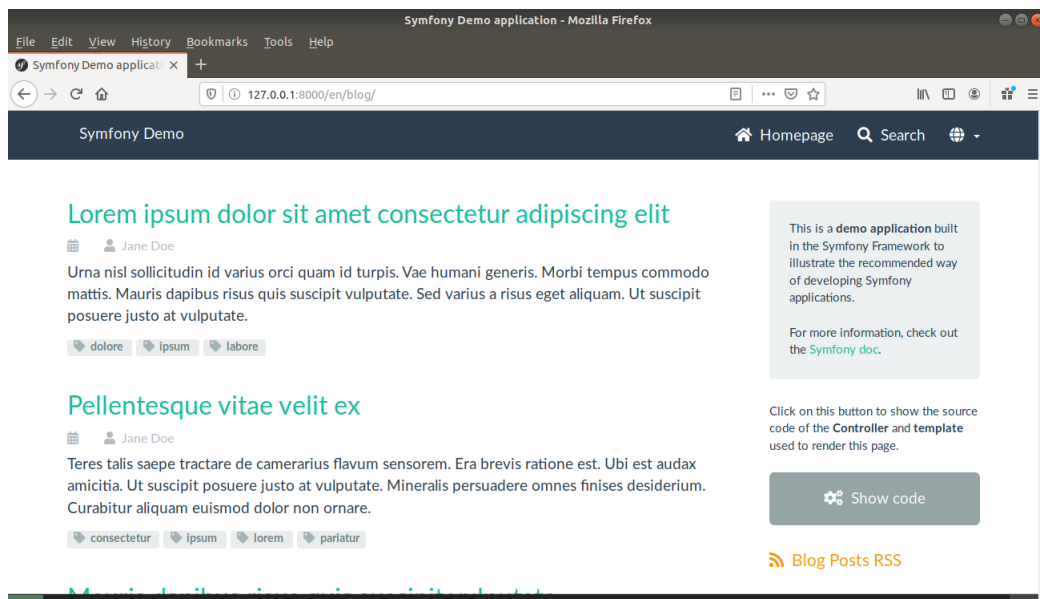 Symfony Demo application - Mozilla Firefox
File Edit View History Bookmarks Tools Help
Symfony Demo applicati
127.0.0.1:8000/en/blog/
Symfony Demo
Homepage Search
Lorem ipsum dolor sit amet consectetur adipiscing elit
Jane Doe
Urna nisl sollicitudin id varius orci quam id turpis. Vae humani generis. Morbi tempus commodo
mattis. Mauris dapibus risus quis suscipit vulputate. Sed varius a risus eget aliquam. Ut suscipit
posuere justo at vulputate.
dolore ipsum labore
Pellentesque vitae velit ex
Jane Doe
Teres talis saepe tractare de camerarius flavum sensorem. Era brevis ratione est. Ubi est audax
amicitia. Ut suscipit posuere justo at vulputate. Mineralis persuadere omnes finises desiderium.
Curabitur aliquam euismod dolor non ornare.
consectetur ipsum lorem pariatur
This is a demo application built
in the Symfony Framework to
illustrate the recommended way
of developing Symfony
applications.
For more information, check out
the Symfony doc.
Click on this button to show the source
code of the Controller and template
used to render this page.
Show code
Blog Posts RSS